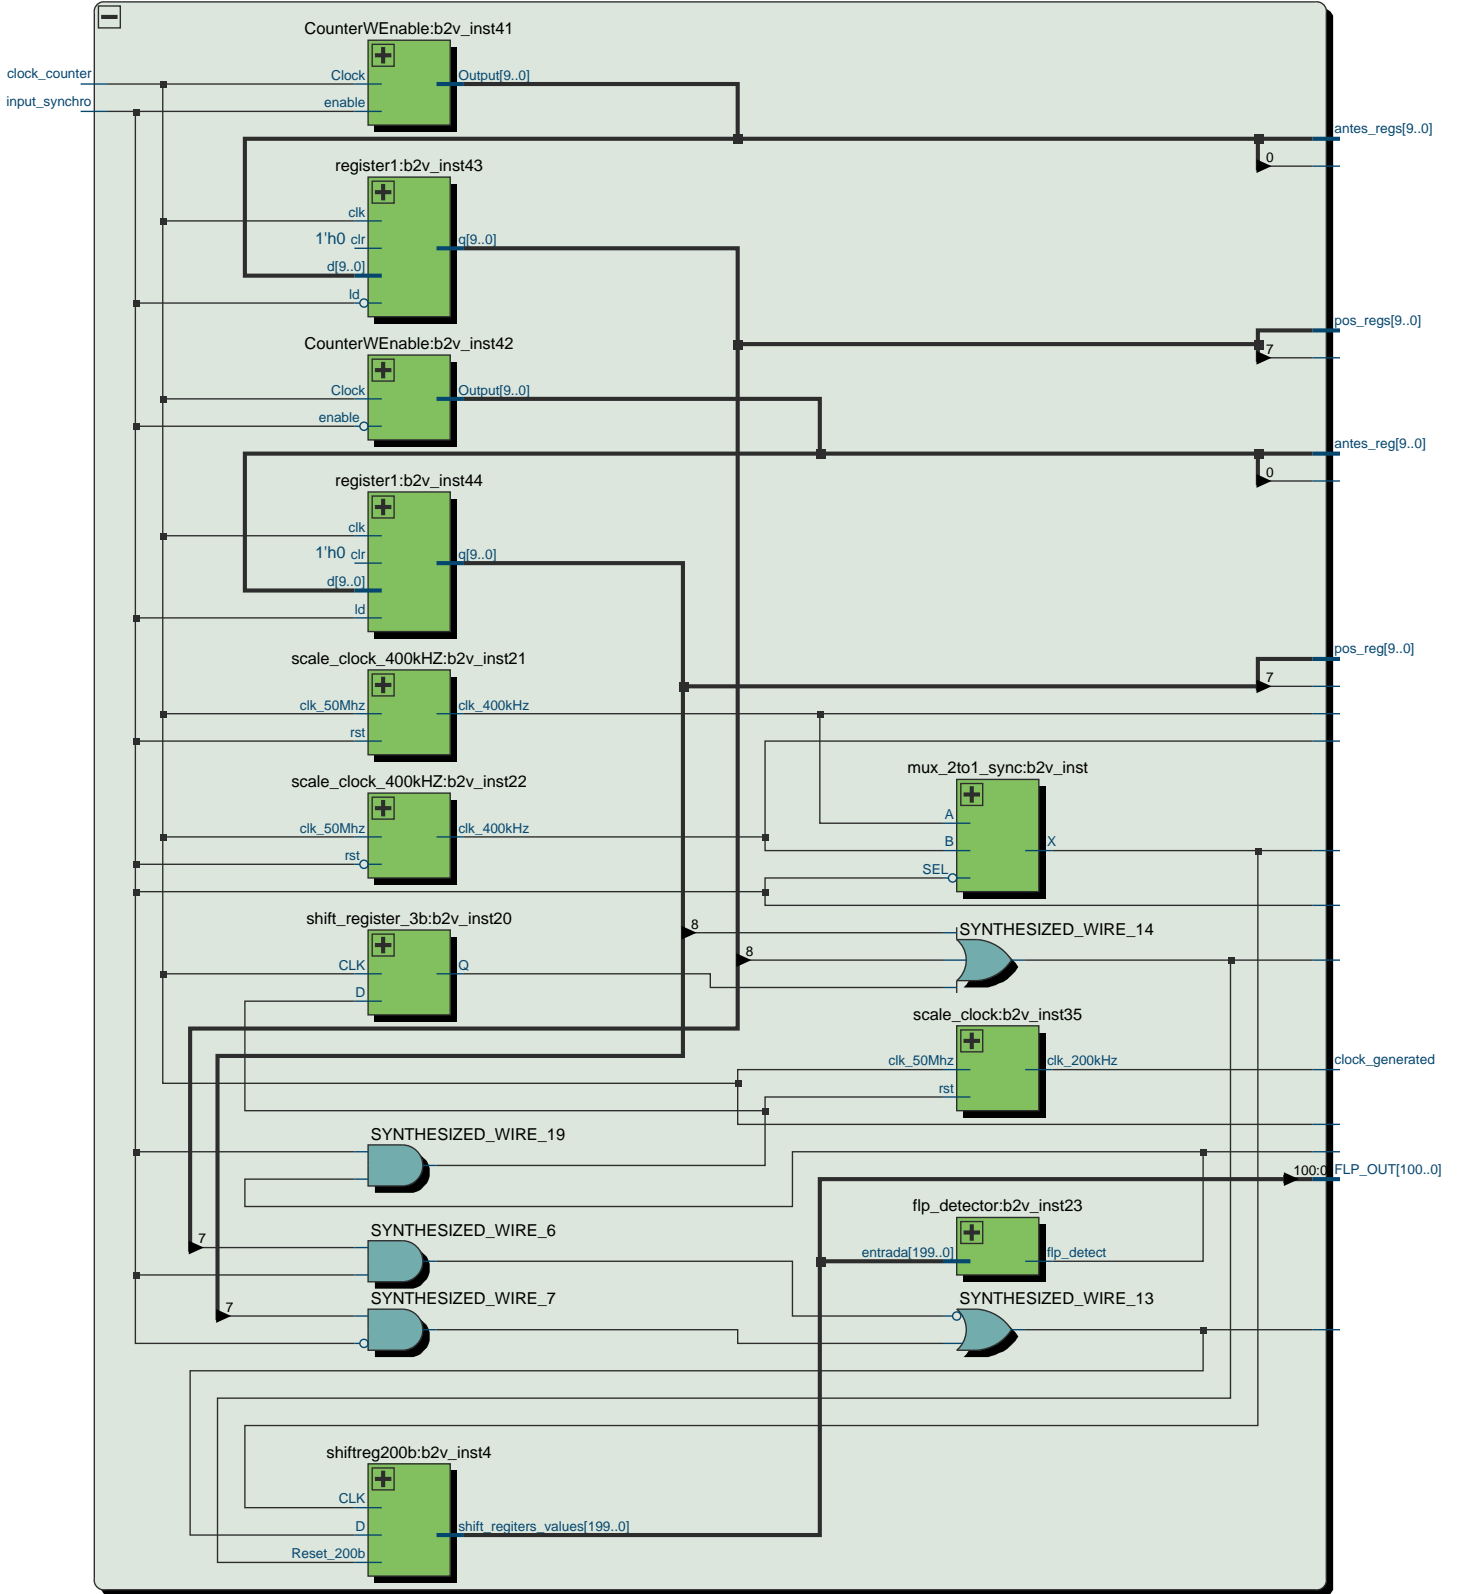 CounterWEnable:b2v_inst41
clock_counter
Clock
Output[9..0]
input_synchro
enable
antes_regs[9..0]
0
register1:b2v_inst43
clk
1'h0 clr
q[9..0]
d[9..0]
ld
pos_regs[9..0]
7
CounterWEnable:b2v_inst42
Clock
Output[9..0]
enable
antes_reg[9..0]
0
register1:b2v_inst44
clk
1'h0 clr
q[9..0]
d[9..0]
ld
pos_reg[9..0]
7
scale_clock_400kHZ:b2v_inst21
clk_50Mhz
clk_400kHz
rst
mux_2to1_sync:b2v_inst
A
B
X
SEL
scale_clock_400kHZ:b2v_inst22
clk_50Mhz
clk_400kHz
rst
shift_register_3b:b2v_inst20
CLK
Q
D
8
8
SYNTHESIZED_WIRE_14
scale_clock:b2v_inst35
clk_50Mhz
clk_200kHz
rst
clock_generated
SYNTHESIZED_WIRE_19
100:0
FLP_OUT[100..0]
flp_detector:b2v_inst23
entrada[199..0]
flp_detect
SYNTHESIZED_WIRE_6
7
SYNTHESIZED_WIRE_7
7
SYNTHESIZED_WIRE_13
shiftreg200b:b2v_inst4
CLK
D
shift_regiters_values[199..0]
Reset_200b